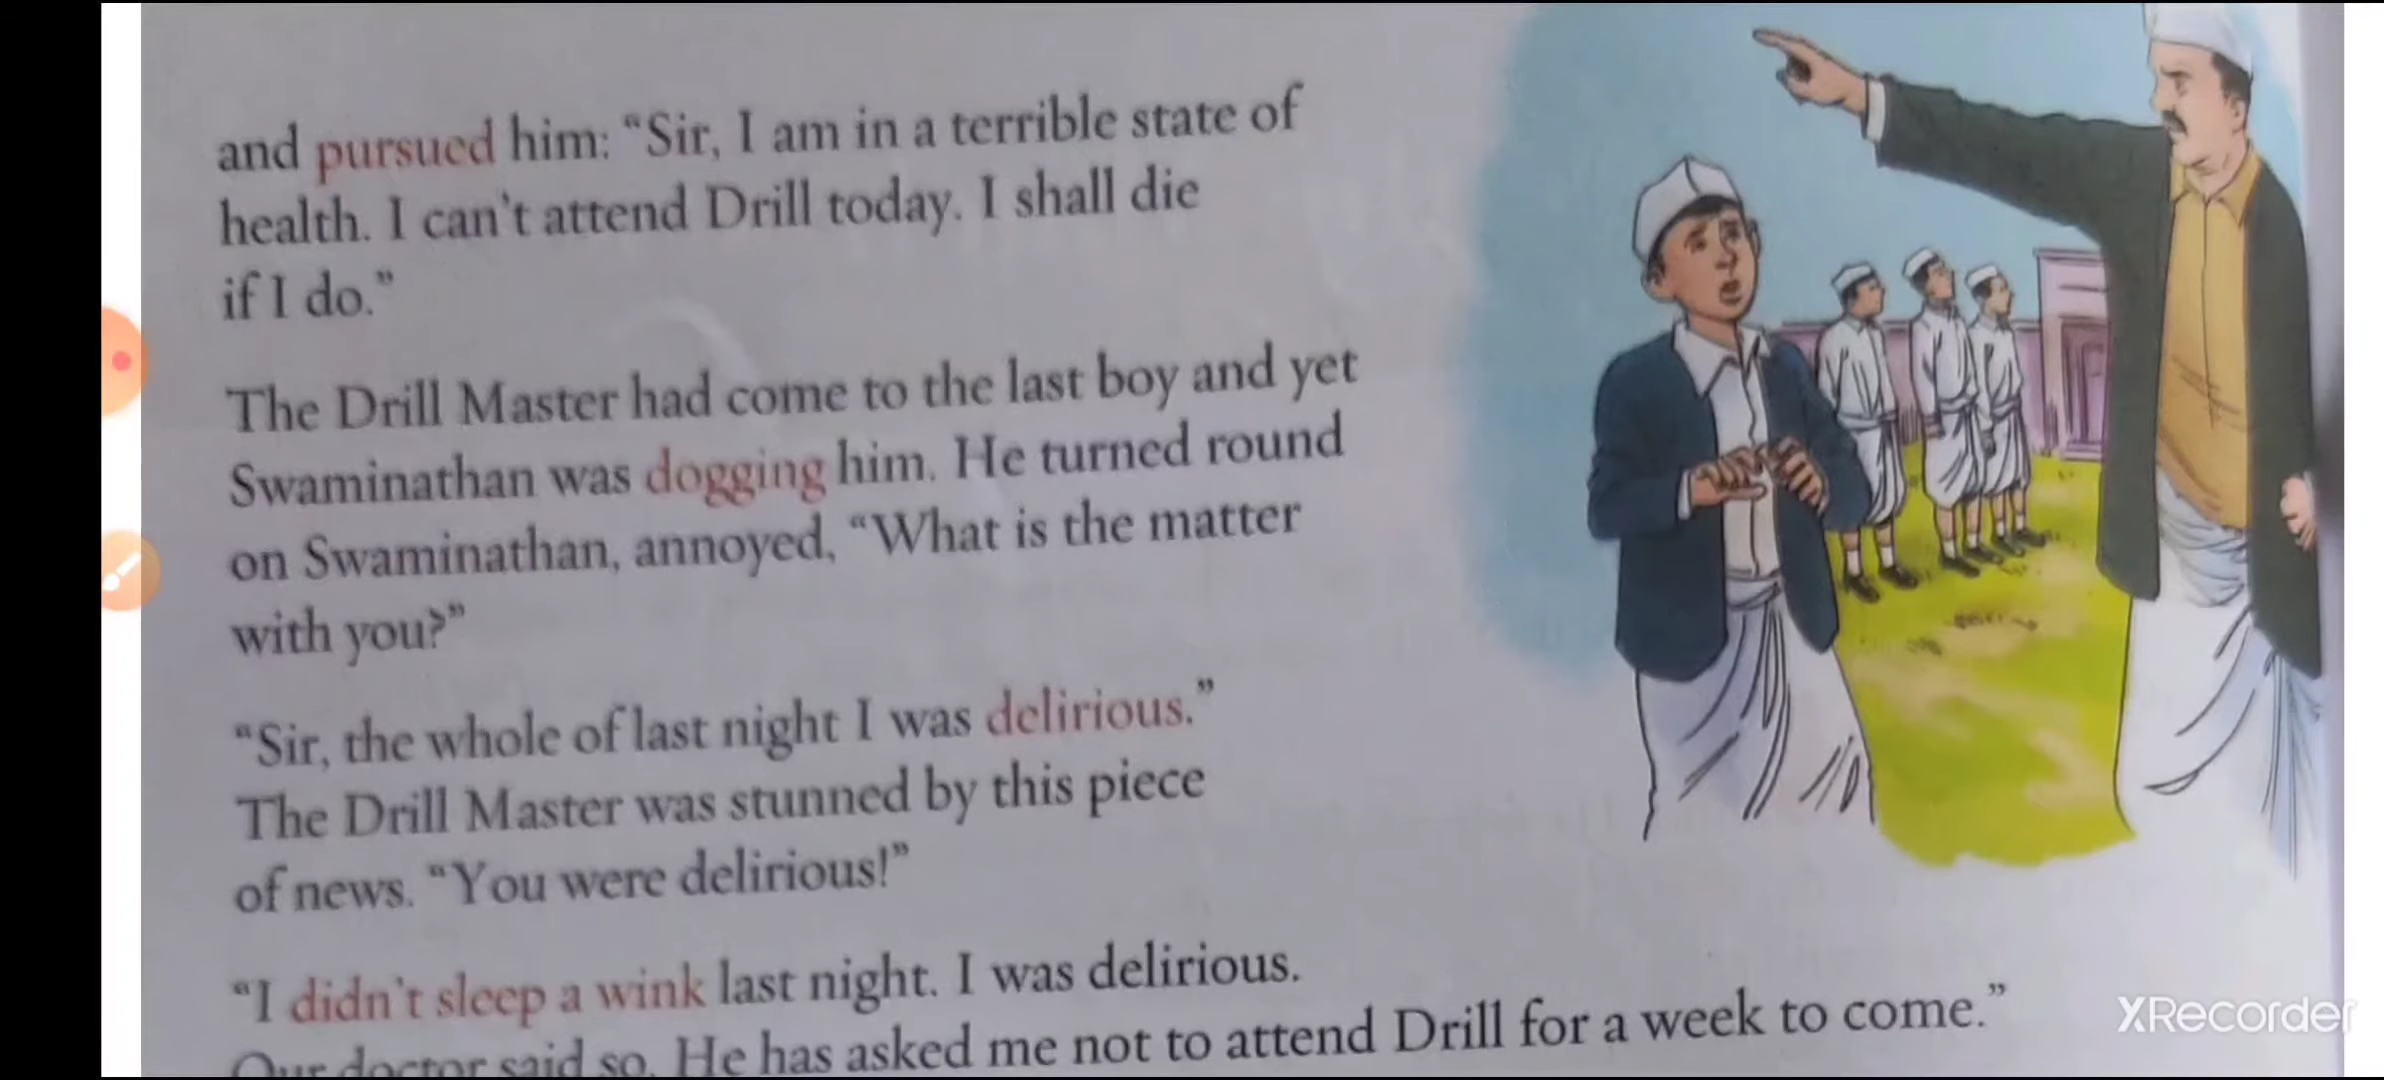 and pursued him: “Sir, I am in a terrible state of
health. I can't attend Drill today. I shall die
if I do.”
The Drill Master had come to the last boy and yet
Swaminathan was dogging him. He turned round
on Swaminathan, annoyed, “What is the matter
with you?”
“Sir, the whole of last night I was delirious.”
The Drill Master was stunned by this piece
of news. “You were delirious!”
“I didn't sleep a wink last night. I was delirious.
Our doctor said so. He has asked me not to attend Drill for a week to come.”
XRecorder